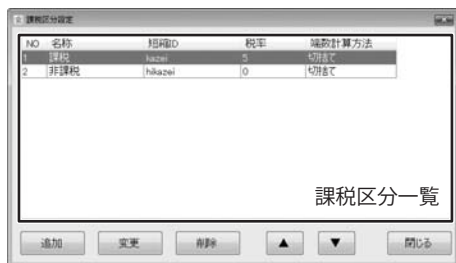 課税区分設定
NO 名称 短縮ID 税率 端数計算方法
1 課税 kazei 5 切捨て
2 非課税 hikazei 0 切捨て
課税区分一覧
追加 変更 削除 ▲ ▼ 閉じる